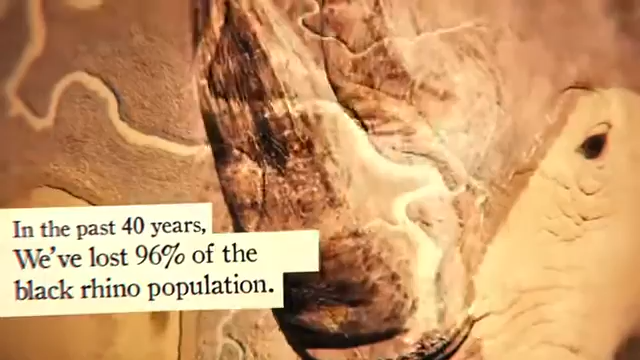 In the past 40 years,
We've lost 96% of the
black rhino population.